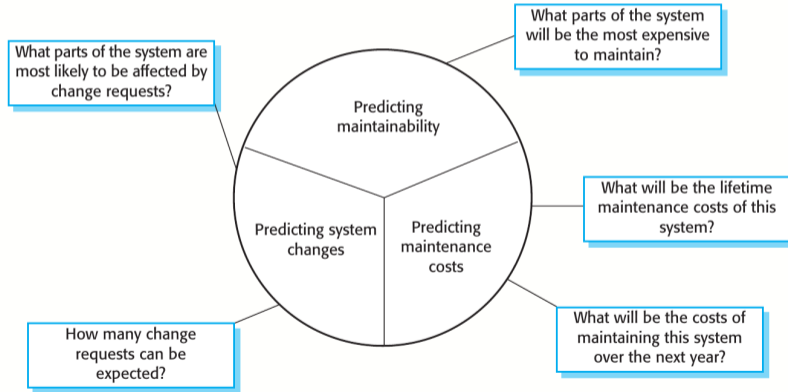 What parts of the system
will be the most expensive
to maintain?
What parts of the system are
most likely to be affected by
change requests?
Predicting
maintainability
What will be the lifetime
maintenance costs of this
system?
Predicting system
changes
Predicting
maintenance
costs
What will be the costs of
maintaining this system
over the next year?
How many change
requests can be
expected?